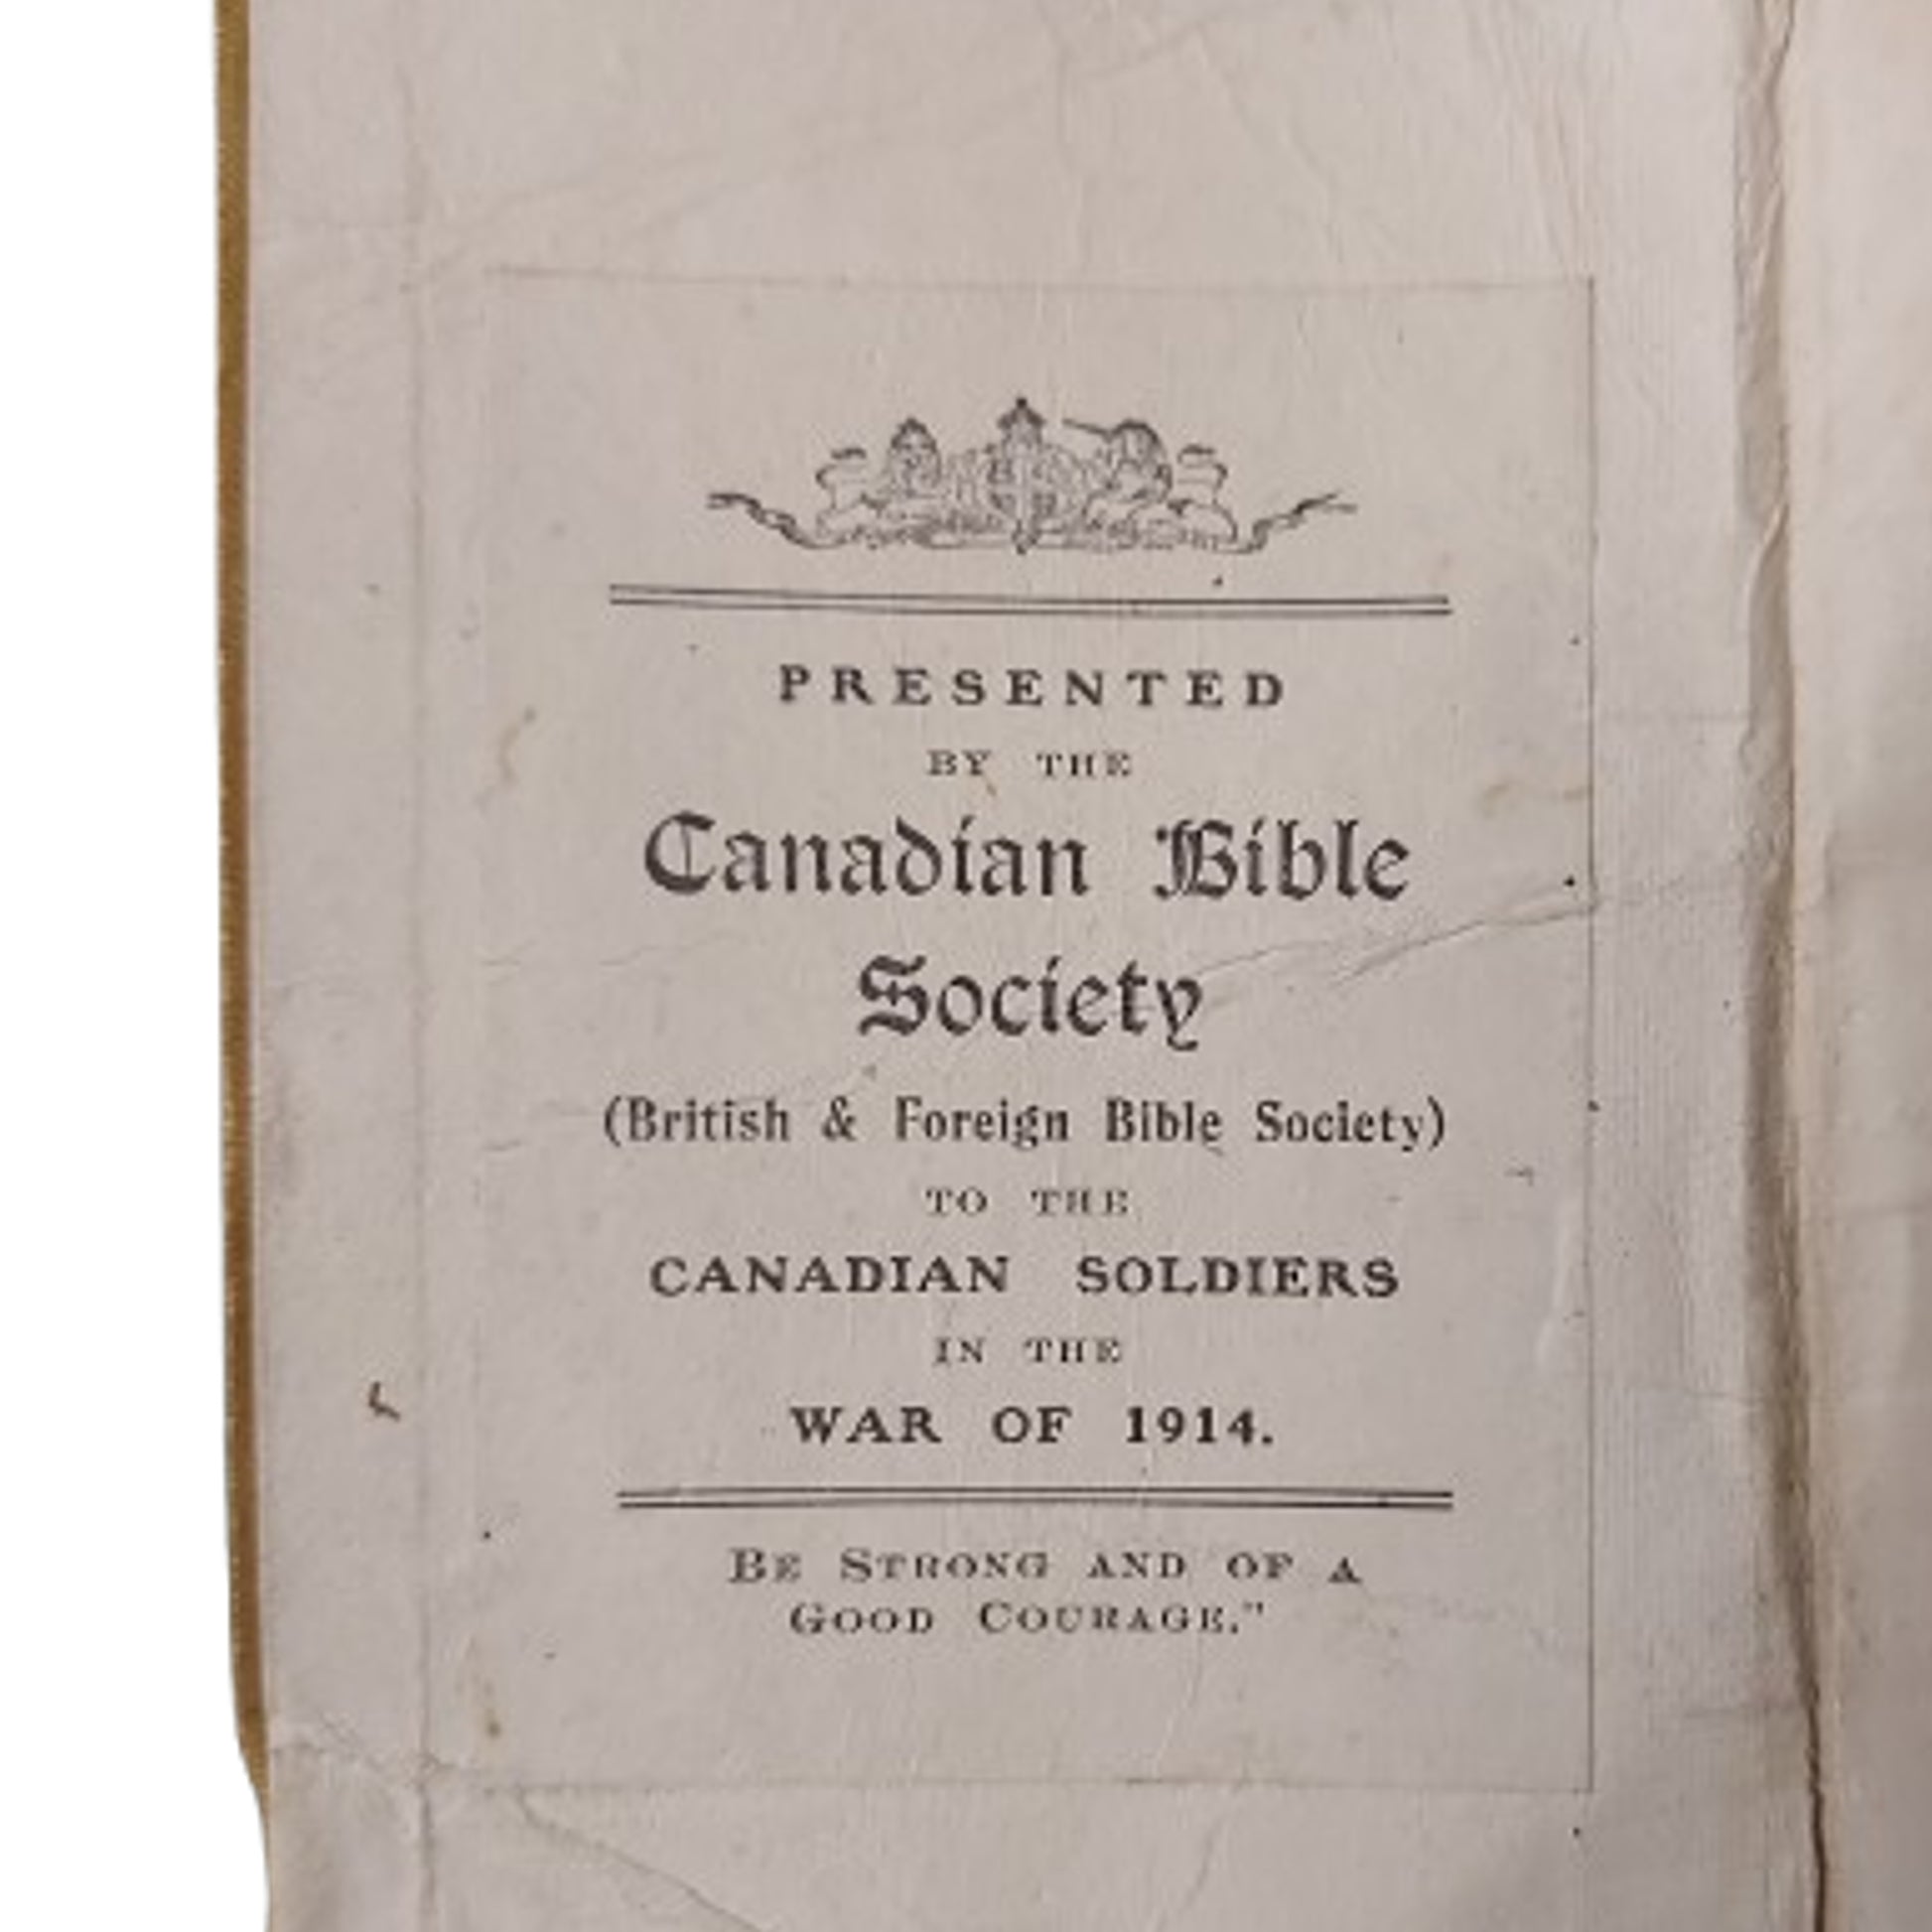 PRESENTED
BY THE
Canadian Bible
Society
(British & Foreign Bible Society)
TO THE
CANADIAN SOLDIERS
IN THE
WAR OF 1914.
BE STRONG AND OF A
GOOD COURAGE."